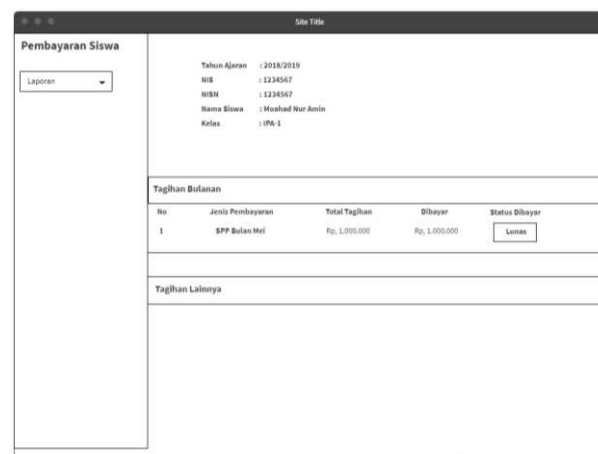 Site Title
Pembayaran Siswa
Laporan
Tahun Ajaran : 2018/2019
NIS : 1234567
NISN : 1234567
Nama Siswa : Moahad Nur Amin
Kelas : IPA-1
Tagihan Bulanan
No Jenis Pembayaran Total Tagihan Dibayar Status Dibayar
1 SPP Bulan Mei Rp, 1.000.000 Rp, 1.000.000 Lunas
Tagihan Lainnya